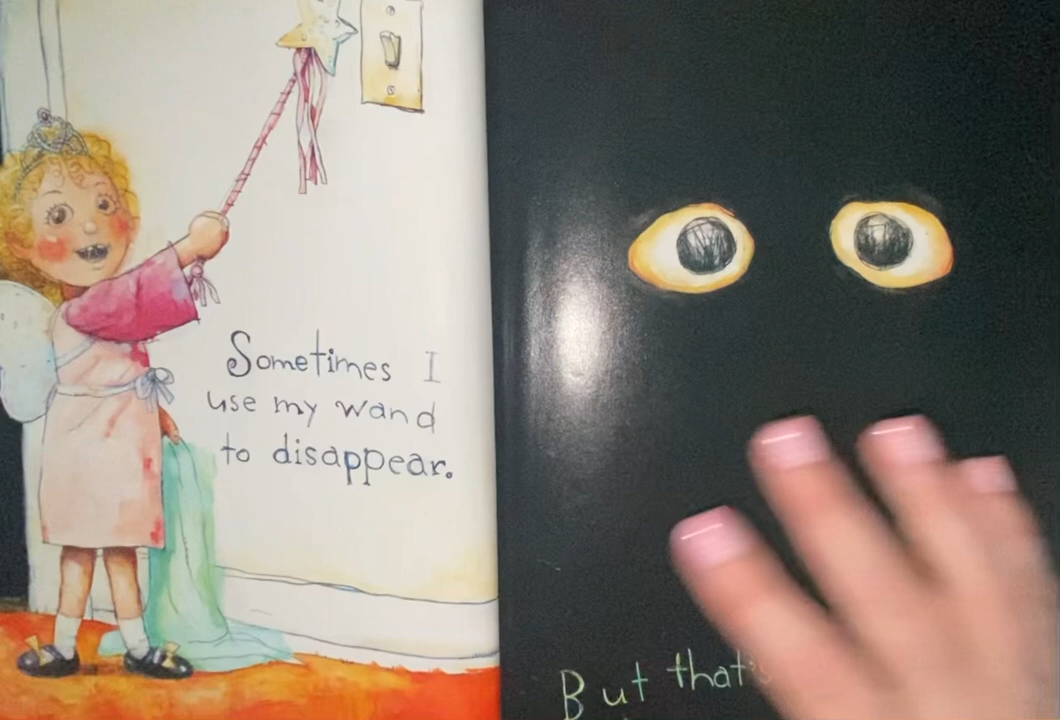 Sometimes I
use my wand
to disappear.
But that's